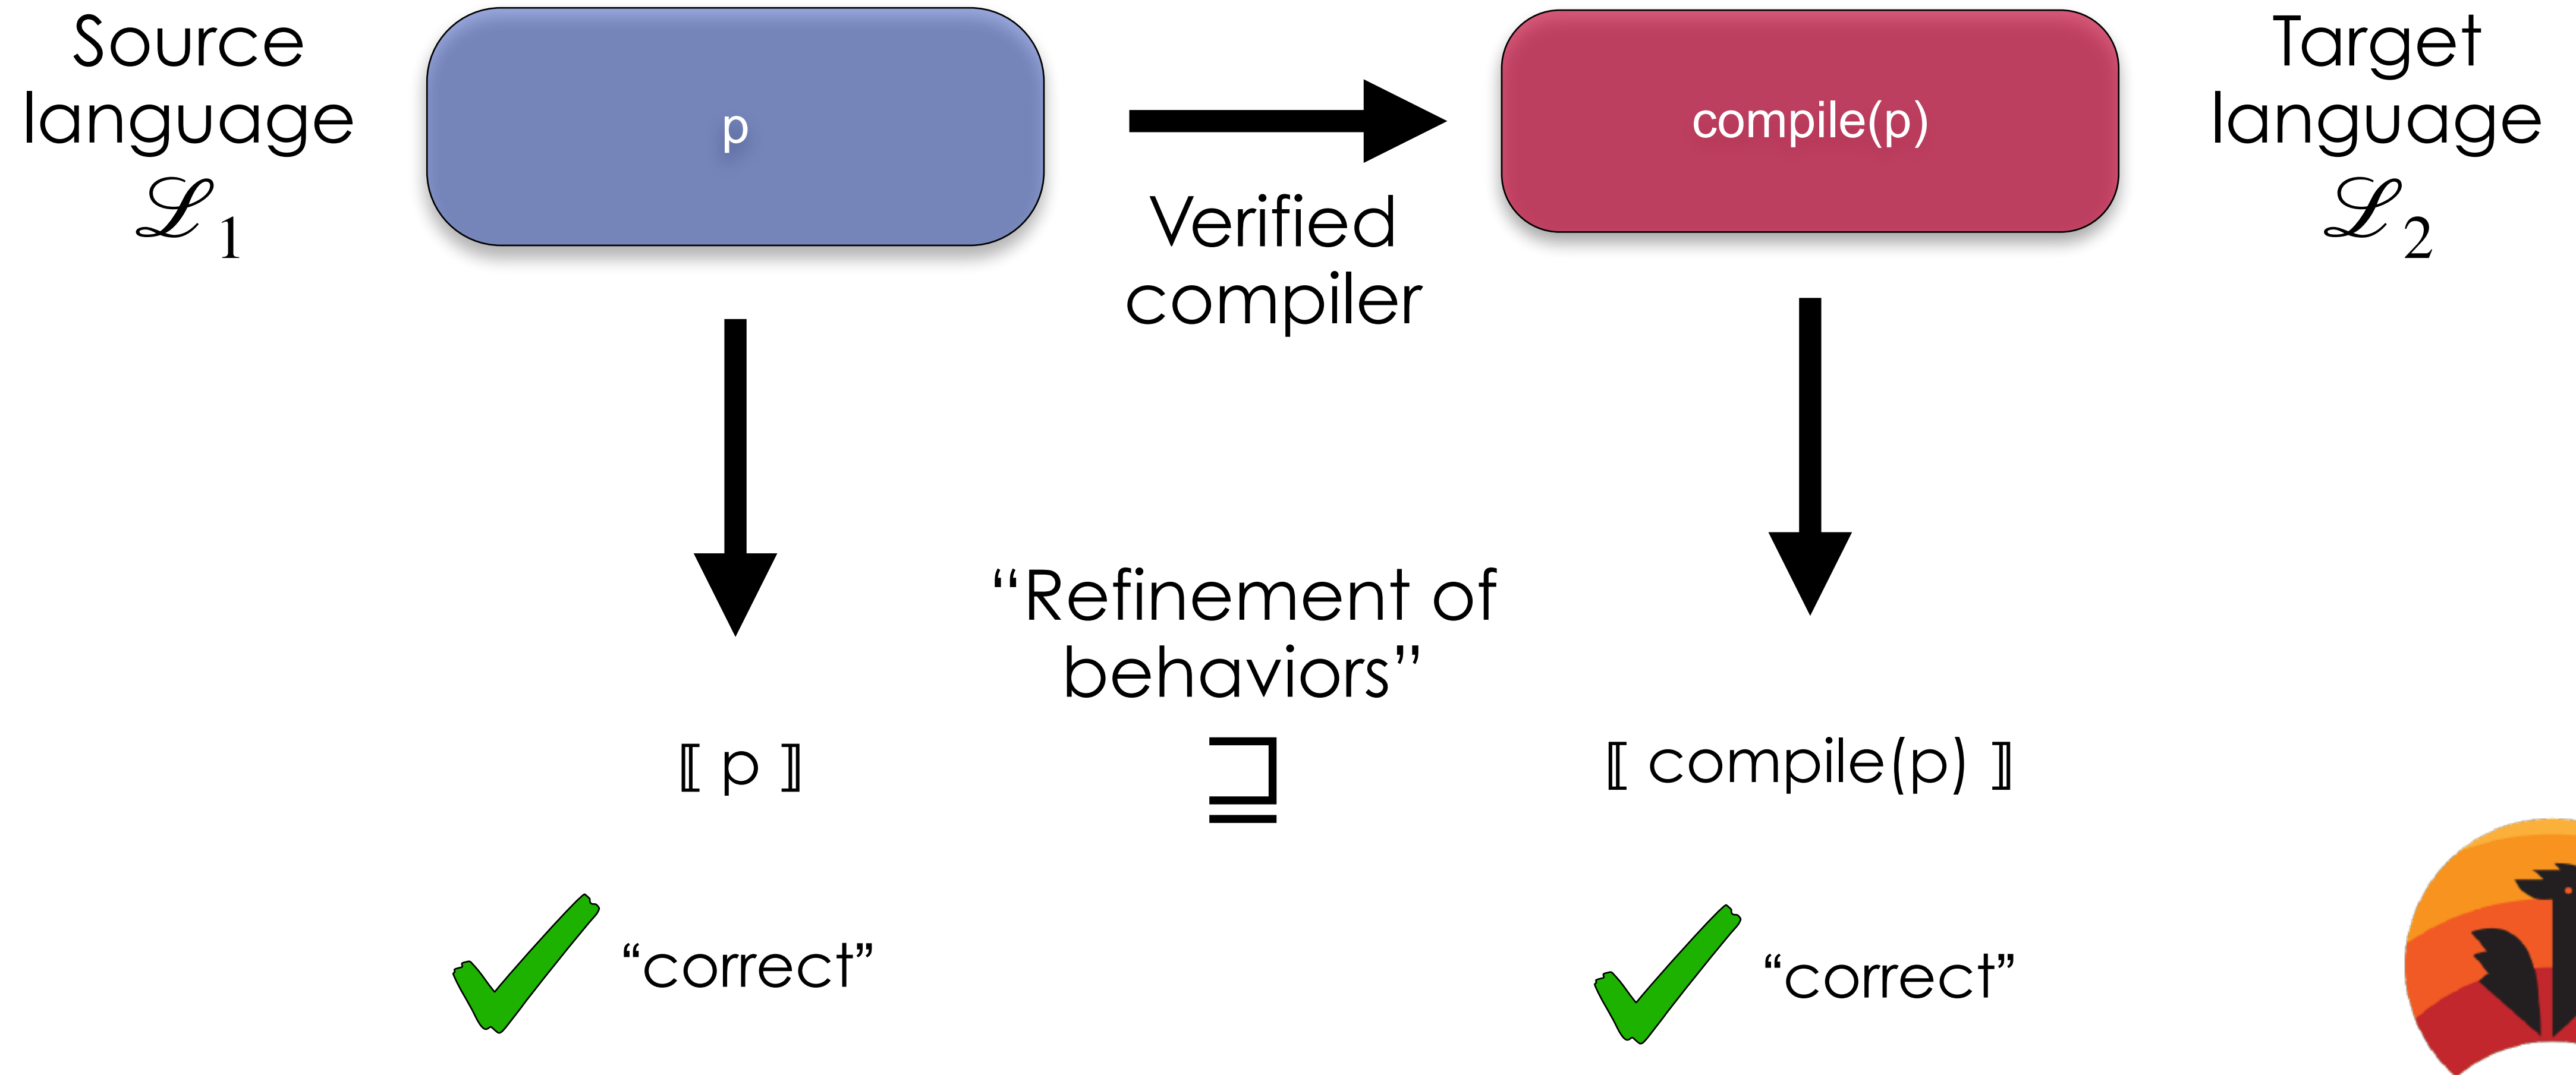 Source
language
ℒ1
p
Verified
compiler
compile(p)
Target
language
ℒ2
“Refinement of
behaviors”
⟦ p ⟧
⊒
⟦ compile(p) ⟧
“correct”
“correct”